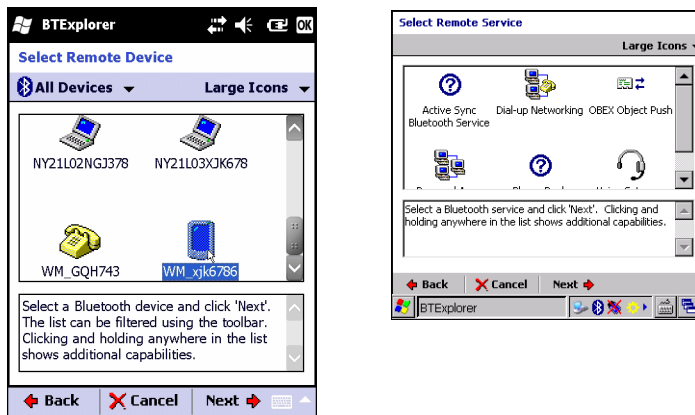 BTExplorer
OK
Select Remote Device
All Devices
Large Icons
NY21L02NGJ378
NY21L03XJK678
WM_GQH743
WM_xjk6786
Select a Bluetooth device and click 'Next'.
The list can be filtered using the toolbar.
Clicking and holding anywhere in the list
shows additional capabilities.
Back
Cancel
Next
Select Remote Service
Large Icons
Active Sync
Bluetooth Service
Dial-up Networking
OBEX Object Push
Select a Bluetooth service and click 'Next'. Clicking and
holding anywhere in the list shows additional capabilities.
Back
Cancel
Next
BTExplorer